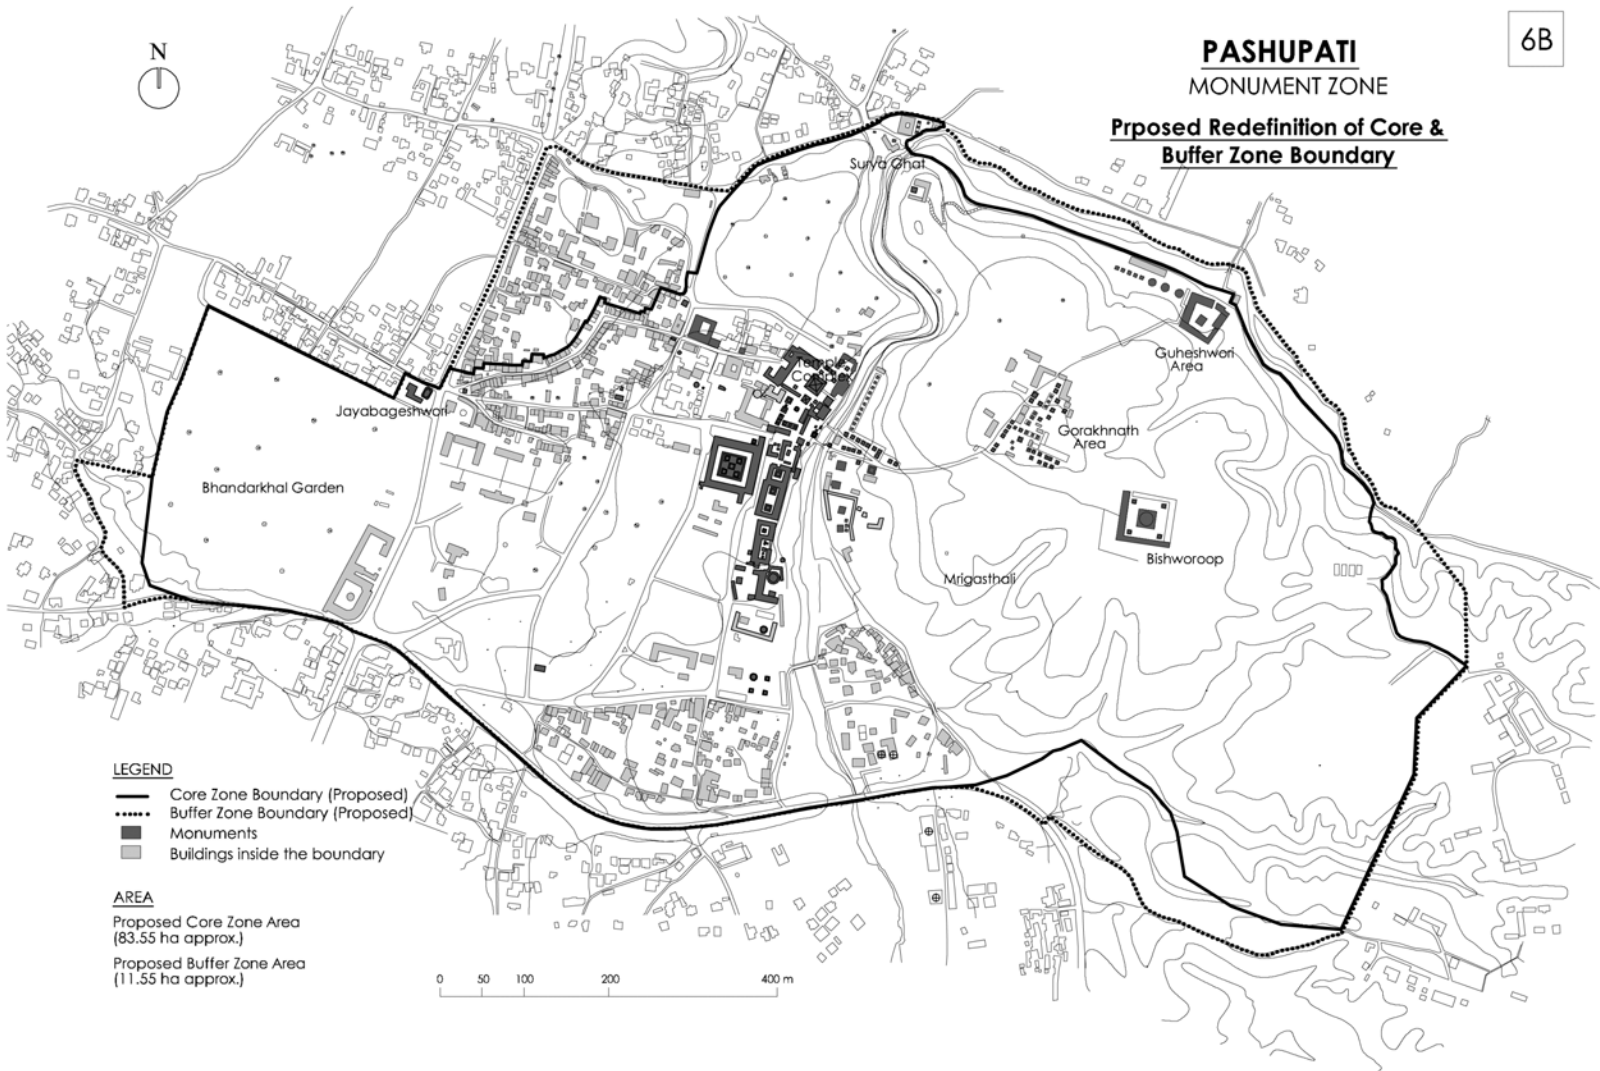 6B
PASHUPATI
MONUMENT ZONE
Prposed Redefinition of Core &
Buffer Zone Boundary
N
Surya Ghat
Guheshwori
Area
Temple
Complex
Jayabageshwori
Gorakhnath
Area
Bhandarkhal Garden
Bishworoop
Mrigasthali
LEGEND
Core Zone Boundary (Proposed)
Buffer Zone Boundary (Proposed)
Monuments
Buildings inside the boundary
AREA
Proposed Core Zone Area
(83.55 ha approx.)
Proposed Buffer Zone Area
(11.55 ha approx.)
0 50 100 200 400 m